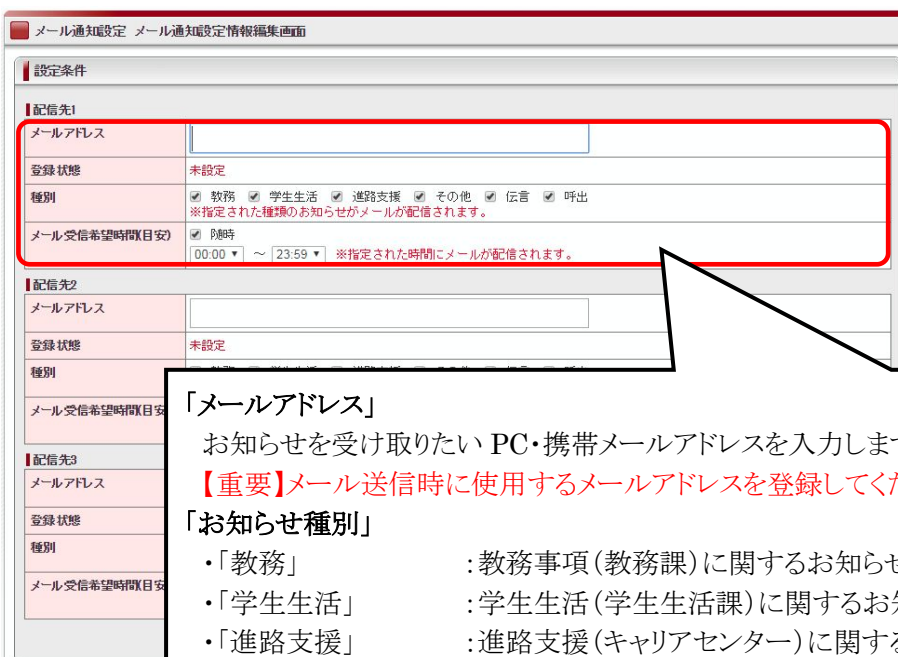 メール通知設定 メール通知設定情報編集画面
設定条件
配信先1
メールアドレス
登録状態 未設定
種別 教務 学生生活 進路支援 その他 伝言 呼出
※指定された種類のお知らせがメールが配信されます。
メール受信希望時間(目安) 随時
00:00 ～ 23:59 ※指定された時間にメールが配信されます。
配信先2
メールアドレス
登録状態 未設定
種別
メール受信希望時間(目安
配信先3
メールアドレス
登録状態
種別
メール受信希望時間(目安
「メールアドレス」
お知らせを受け取りたい PC・携帯メールアドレスを入力しま
【重要】メール送信時に使用するメールアドレスを登録してく
「お知らせ種別」
・「教務」 :教務事項(教務課)に関するお知らせ
・「学生生活」 :学生生活(学生生活課)に関するお
・「進路支援」 :進路支援(キャリアセンター)に関す